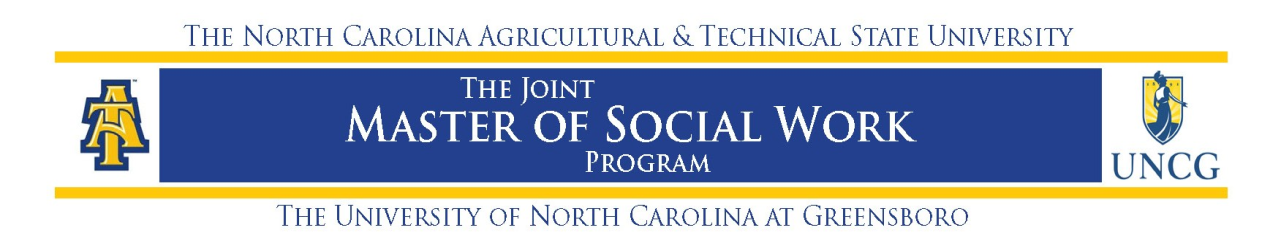 THE NORTH CAROLINA AGRICULTURAL & TECHNICAL STATE UNIVERSITY
THE JOINT
MASTER OF SOCIAL WORK
PROGRAM
AT
UNCG
THE UNIVERSITY OF NORTH CAROLINA AT GREENSBORO